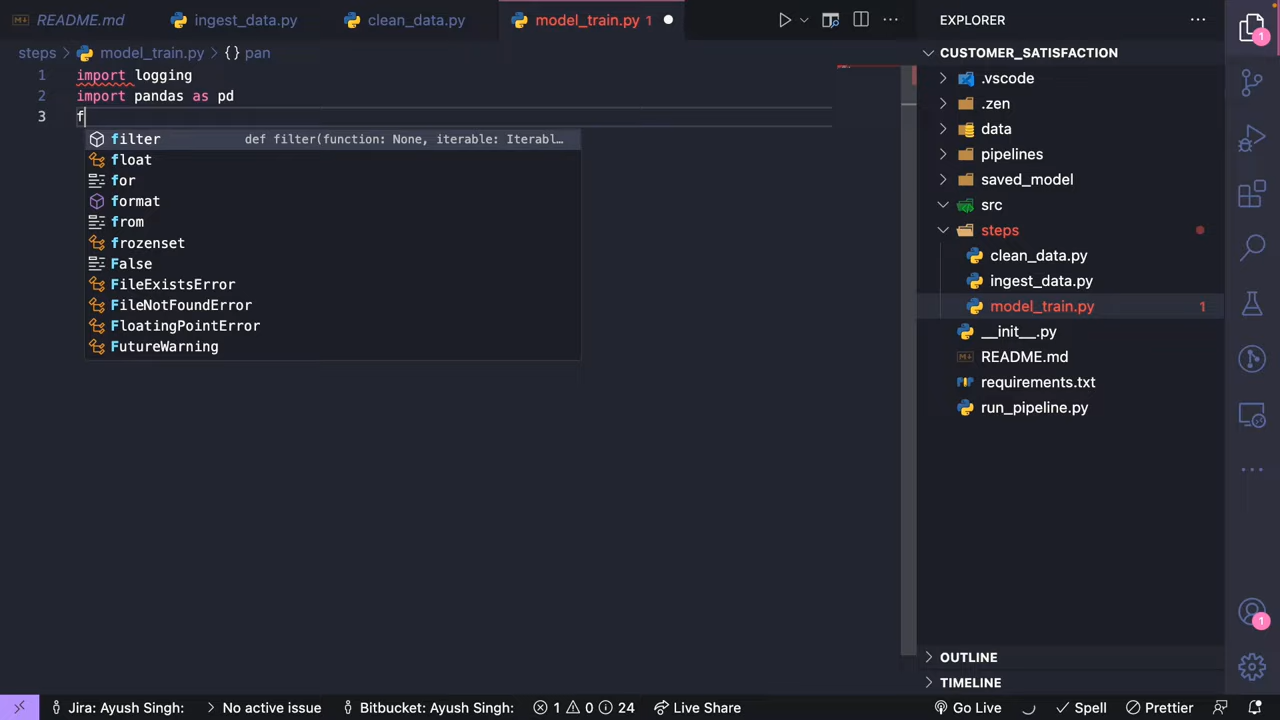 README.md
ingest_data.py
clean_data.py
model_train.py 1
steps > model_train.py > {} pan
1 import logging
2 import pandas as pd
3 f
filter def filter(function: None, iterable: Iterabl…
float
for
format
from
frozenset
False
FileExistsError
FileNotFoundError
FloatingPointError
FutureWarning
EXPLORER
CUSTOMER_SATISFACTION
.vscode
.zen
data
pipelines
saved_model
src
steps
clean_data.py
ingest_data.py
model_train.py 1
__init__.py
README.md
requirements.txt
run_pipeline.py
OUTLINE
TIMELINE
1
1
Jira: Ayush Singh: > No active issue Bitbucket: Ayush Singh: 1 0 24 Live Share Go Live Spell Prettier